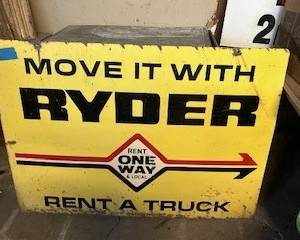 2
MOVE IT WITH
RYDER
RENT
ONE
WAY
& LOCAL
RENT A TRUCK